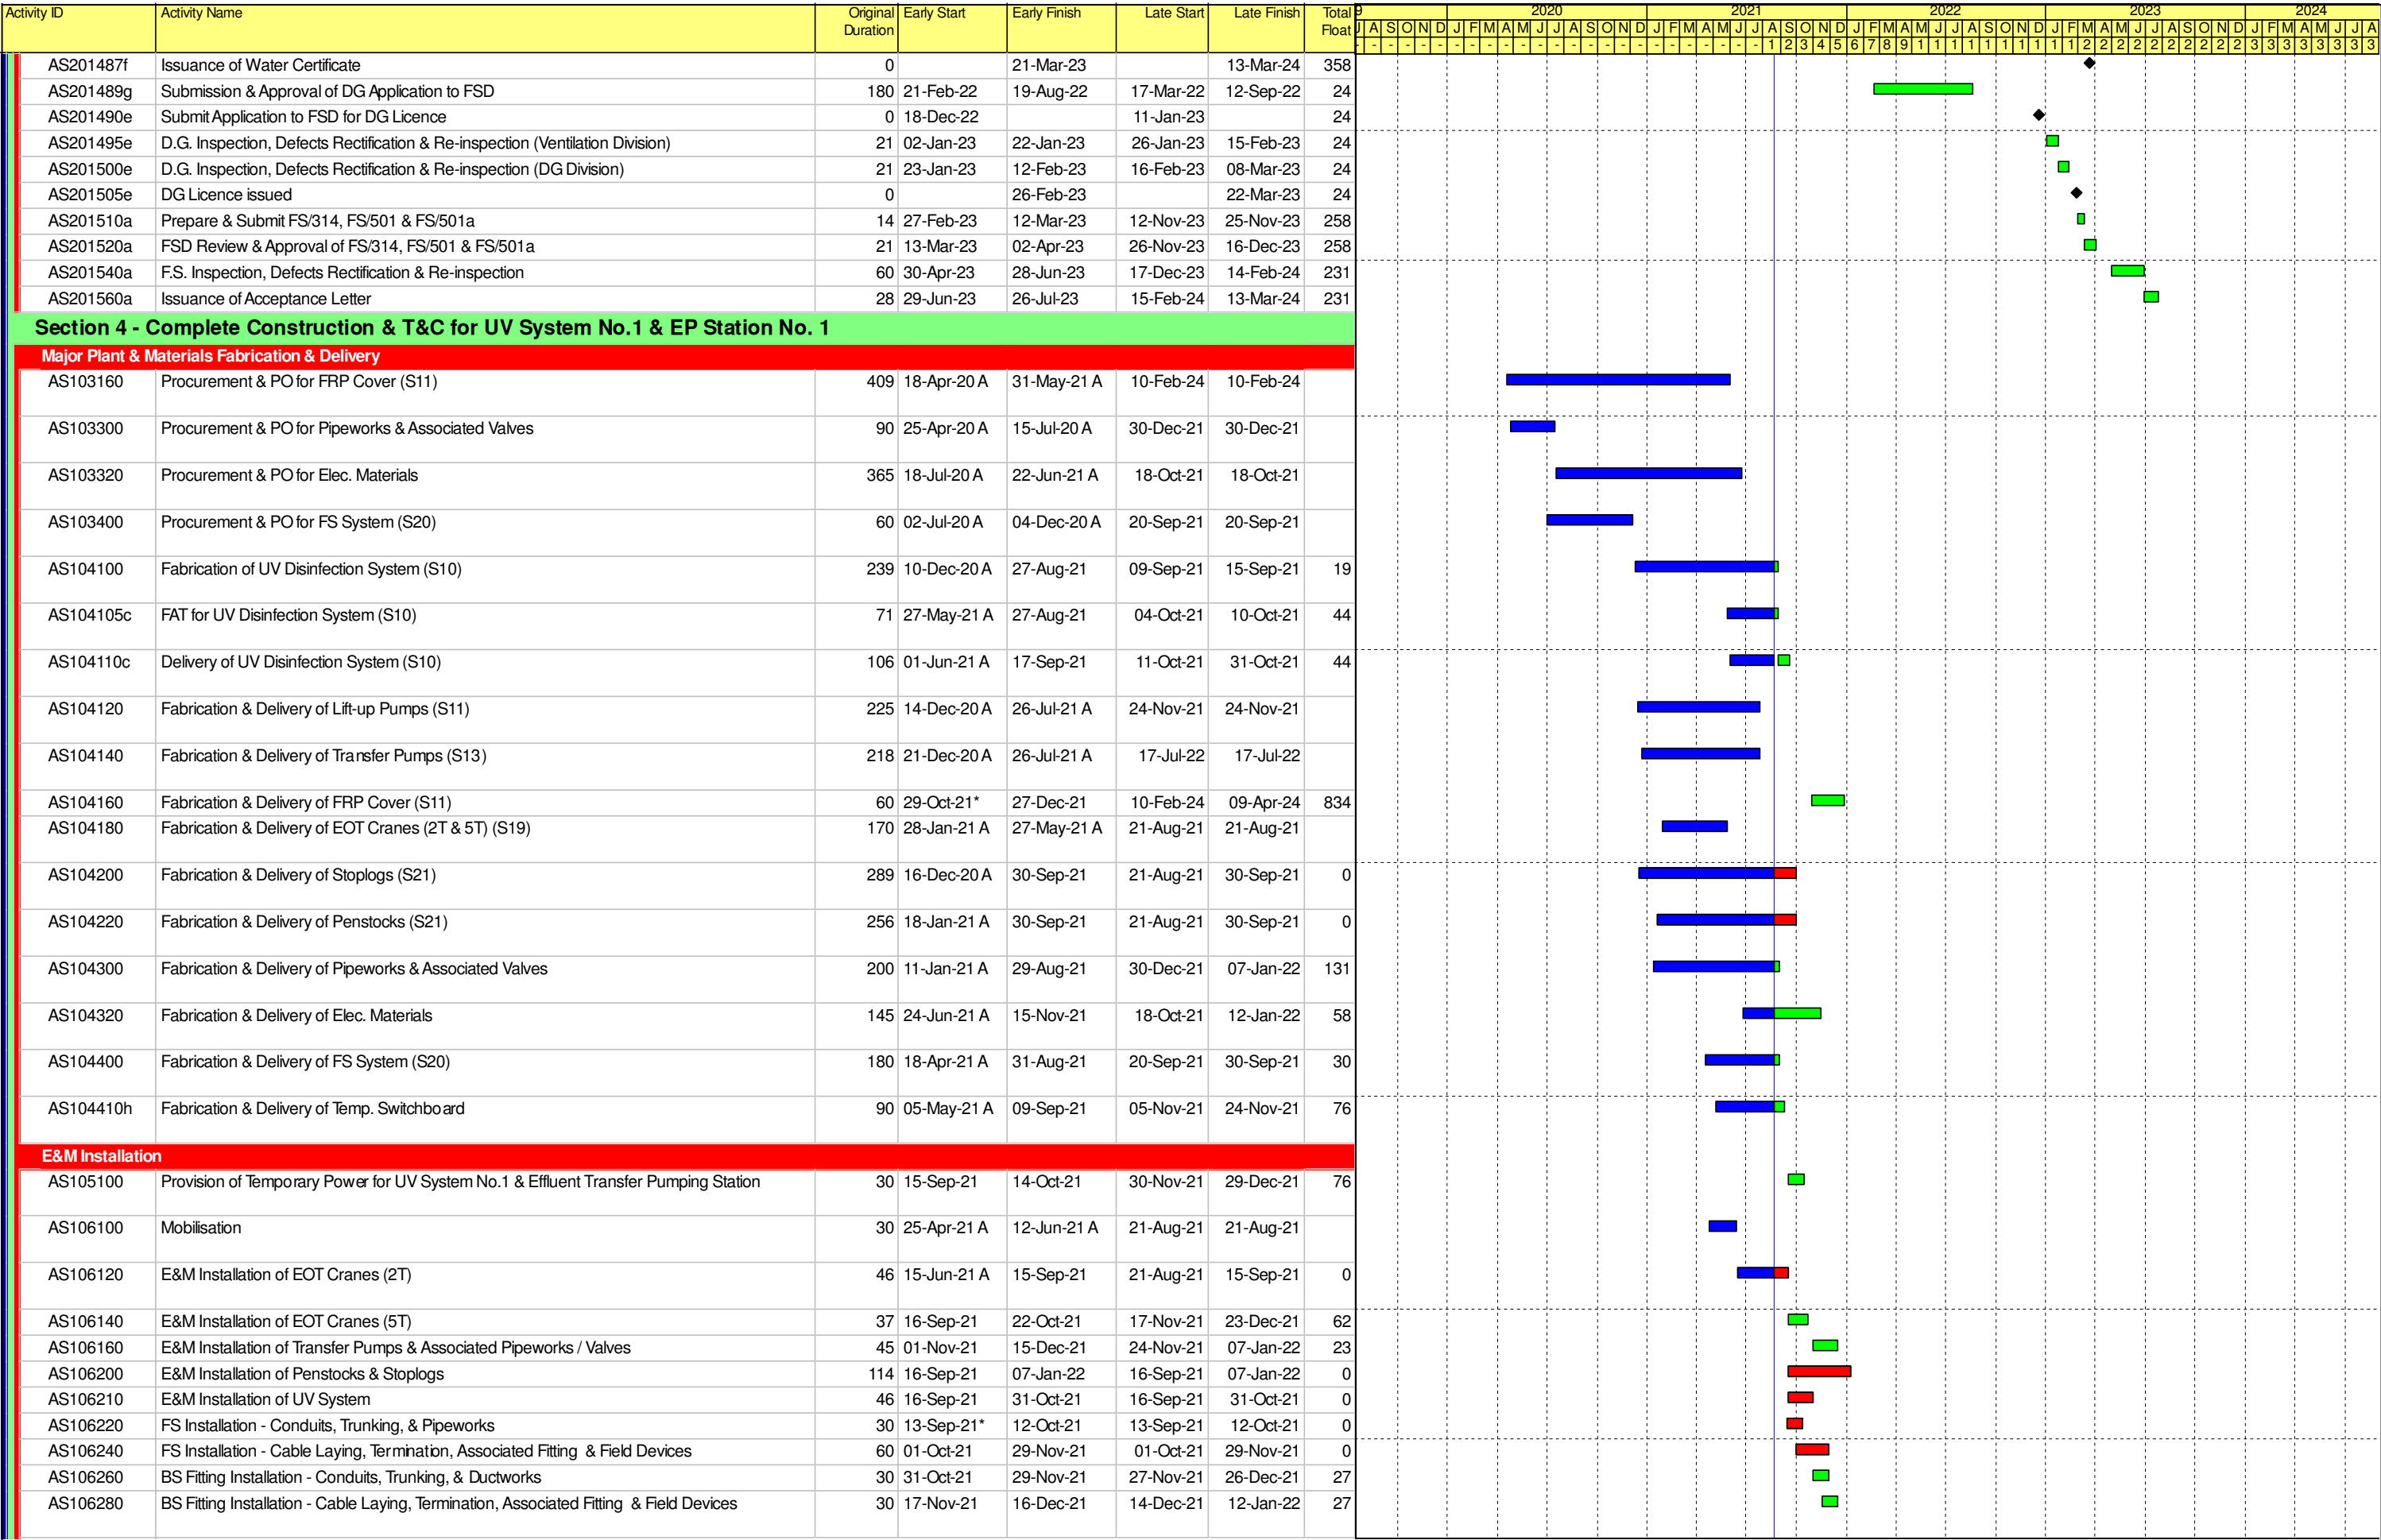 Activity ID Activity Name Original Duration Early Start Early Finish Late Start Late Finish Total Float
9 2020 2021 2022 2023 2024
J A S O N D J F M A M J J A S O N D J F M A M J J A S O N D J F M A M J J A S O N D J F M A M J J A S O N D J F M A M J J A
- - - - - - - - - - - - - - - - - - - - - - - - - 1 2 3 4 5 6 7 8 9 1 1 1 1 1 1 1 1 1 1 2 2 2 2 2 2 2 2 2 2 3 3 3 3 3 3 3 3
AS201487f Issuance of Water Certificate 0 21-Mar-23 13-Mar-24 358
AS201489g Submission & Approval of DG Application to FSD 180 21-Feb-22 19-Aug-22 17-Mar-22 12-Sep-22 24
AS201490e Submit Application to FSD for DG Licence 0 18-Dec-22 11-Jan-23 24
AS201495e D.G. Inspection, Defects Rectification & Re-inspection (Ventilation Division) 21 02-Jan-23 22-Jan-23 26-Jan-23 15-Feb-23 24
AS201500e D.G. Inspection, Defects Rectification & Re-inspection (DG Division) 21 23-Jan-23 12-Feb-23 16-Feb-23 08-Mar-23 24
AS201505e DG Licence issued 0 26-Feb-23 22-Mar-23 24
AS201510a Prepare & Submit FS/314, FS/501 & FS/501a 14 27-Feb-23 12-Mar-23 12-Nov-23 25-Nov-23 258
AS201520a FSD Review & Approval of FS/314, FS/501 & FS/501a 21 13-Mar-23 02-Apr-23 26-Nov-23 16-Dec-23 258
AS201540a F.S. Inspection, Defects Rectification & Re-inspection 60 30-Apr-23 28-Jun-23 17-Dec-23 14-Feb-24 231
AS201560a Issuance of Acceptance Letter 28 29-Jun-23 26-Jul-23 15-Feb-24 13-Mar-24 231
Section 4 - Complete Construction & T&C for UV System No.1 & EP Station No. 1
Major Plant & Materials Fabrication & Delivery
AS103160 Procurement & PO for FRP Cover (S11) 409 18-Apr-20 A 31-May-21 A 10-Feb-24 10-Feb-24
AS103300 Procurement & PO for Pipeworks & Associated Valves 90 25-Apr-20 A 15-Jul-20 A 30-Dec-21 30-Dec-21
AS103320 Procurement & PO for Elec. Materials 365 18-Jul-20 A 22-Jun-21 A 18-Oct-21 18-Oct-21
AS103400 Procurement & PO for FS System (S20) 60 02-Jul-20 A 04-Dec-20 A 20-Sep-21 20-Sep-21
AS104100 Fabrication of UV Disinfection System (S10) 239 10-Dec-20 A 27-Aug-21 09-Sep-21 15-Sep-21 19
AS104105c FAT for UV Disinfection System (S10) 71 27-May-21 A 27-Aug-21 04-Oct-21 10-Oct-21 44
AS104110c Delivery of UV Disinfection System (S10) 106 01-Jun-21 A 17-Sep-21 11-Oct-21 31-Oct-21 44
AS104120 Fabrication & Delivery of Lift-up Pumps (S11) 225 14-Dec-20 A 26-Jul-21 A 24-Nov-21 24-Nov-21
AS104140 Fabrication & Delivery of Transfer Pumps (S13) 218 21-Dec-20 A 26-Jul-21 A 17-Jul-22 17-Jul-22
AS104160 Fabrication & Delivery of FRP Cover (S11) 60 29-Oct-21* 27-Dec-21 10-Feb-24 09-Apr-24 834
AS104180 Fabrication & Delivery of EOT Cranes (2T & 5T) (S19) 170 28-Jan-21 A 27-May-21 A 21-Aug-21 21-Aug-21
AS104200 Fabrication & Delivery of Stoplogs (S21) 289 16-Dec-20 A 30-Sep-21 21-Aug-21 30-Sep-21 0
AS104220 Fabrication & Delivery of Penstocks (S21) 256 18-Jan-21 A 30-Sep-21 21-Aug-21 30-Sep-21 0
AS104300 Fabrication & Delivery of Pipeworks & Associated Valves 200 11-Jan-21 A 29-Aug-21 30-Dec-21 07-Jan-22 131
AS104320 Fabrication & Delivery of Elec. Materials 145 24-Jun-21 A 15-Nov-21 18-Oct-21 12-Jan-22 58
AS104400 Fabrication & Delivery of FS System (S20) 180 18-Apr-21 A 31-Aug-21 20-Sep-21 30-Sep-21 30
AS104410h Fabrication & Delivery of Temp. Switchboard 90 05-May-21 A 09-Sep-21 05-Nov-21 24-Nov-21 76
E&M Installation
AS105100 Provision of Temporary Power for UV System No.1 & Effluent Transfer Pumping Station 30 15-Sep-21 14-Oct-21 30-Nov-21 29-Dec-21 76
AS106100 Mobilisation 30 25-Apr-21 A 12-Jun-21 A 21-Aug-21 21-Aug-21
AS106120 E&M Installation of EOT Cranes (2T) 46 15-Jun-21 A 15-Sep-21 21-Aug-21 15-Sep-21 0
AS106140 E&M Installation of EOT Cranes (5T) 37 16-Sep-21 22-Oct-21 17-Nov-21 23-Dec-21 62
AS106160 E&M Installation of Transfer Pumps & Associated Pipeworks / Valves 45 01-Nov-21 15-Dec-21 24-Nov-21 07-Jan-22 23
AS106200 E&M Installation of Penstocks & Stoplogs 114 16-Sep-21 07-Jan-22 16-Sep-21 07-Jan-22 0
AS106210 E&M Installation of UV System 46 16-Sep-21 31-Oct-21 16-Sep-21 31-Oct-21 0
AS106220 FS Installation - Conduits, Trunking, & Pipeworks 30 13-Sep-21* 12-Oct-21 13-Sep-21 12-Oct-21 0
AS106240 FS Installation - Cable Laying, Termination, Associated Fitting & Field Devices 60 01-Oct-21 29-Nov-21 01-Oct-21 29-Nov-21 0
AS106260 BS Fitting Installation - Conduits, Trunking, & Ductworks 30 31-Oct-21 29-Nov-21 27-Nov-21 26-Dec-21 27
AS106280 BS Fitting Installation - Cable Laying, Termination, Associated Fitting & Field Devices 30 17-Nov-21 16-Dec-21 14-Dec-21 12-Jan-22 27